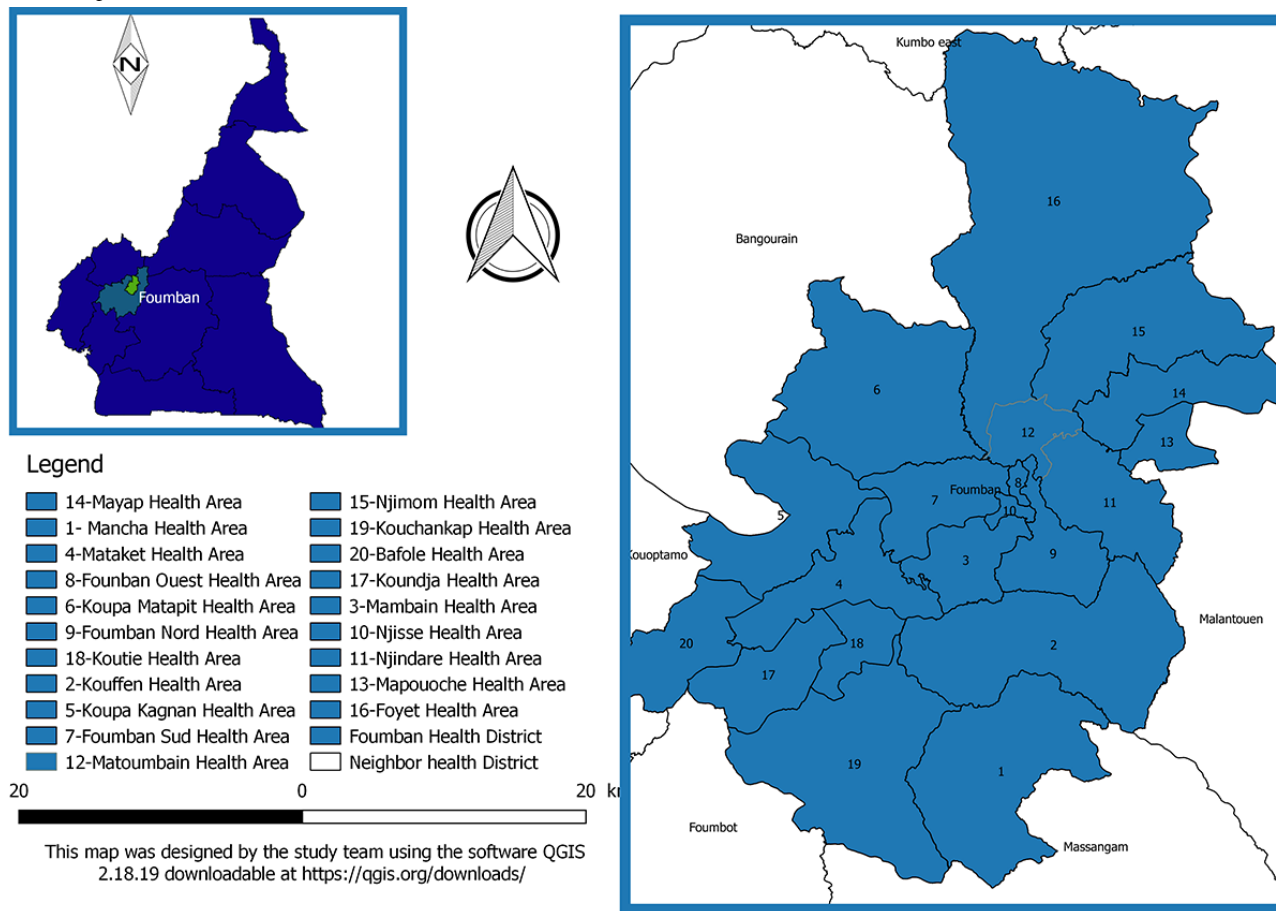 N
Foumban
Legend
14-Mayap Health Area
1- Mancha Health Area
4-Mataket Health Area
8-Founban Ouest Health Area
6-Koupa Matapit Health Area
9-Foumban Nord Health Area
18-Koutie Health Area
2-Kouffen Health Area
5-Koupa Kagnan Health Area
7-Foumban Sud Health Area
12-Matoumbain Health Area
15-Njimom Health Area
19-Kouchankap Health Area
20-Bafole Health Area
17-Koundja Health Area
3-Mambain Health Area
10-Njisse Health Area
11-Njindare Health Area
13-Mapouoche Health Area
16-Foyet Health Area
Foumban Health District
Neighbor health District
20 0 20
This map was designed by the study team using the software QGIS
2.18.19 downloadable at https://qgis.org/downloads/
Kumbo east
16
Bangourain
15
6
14
12
13
8
Foumban
7
11
10
5
Kouoptamo
9
3
4
Malantouen
20
18
2
17
19
1
Foumbot
Massangam